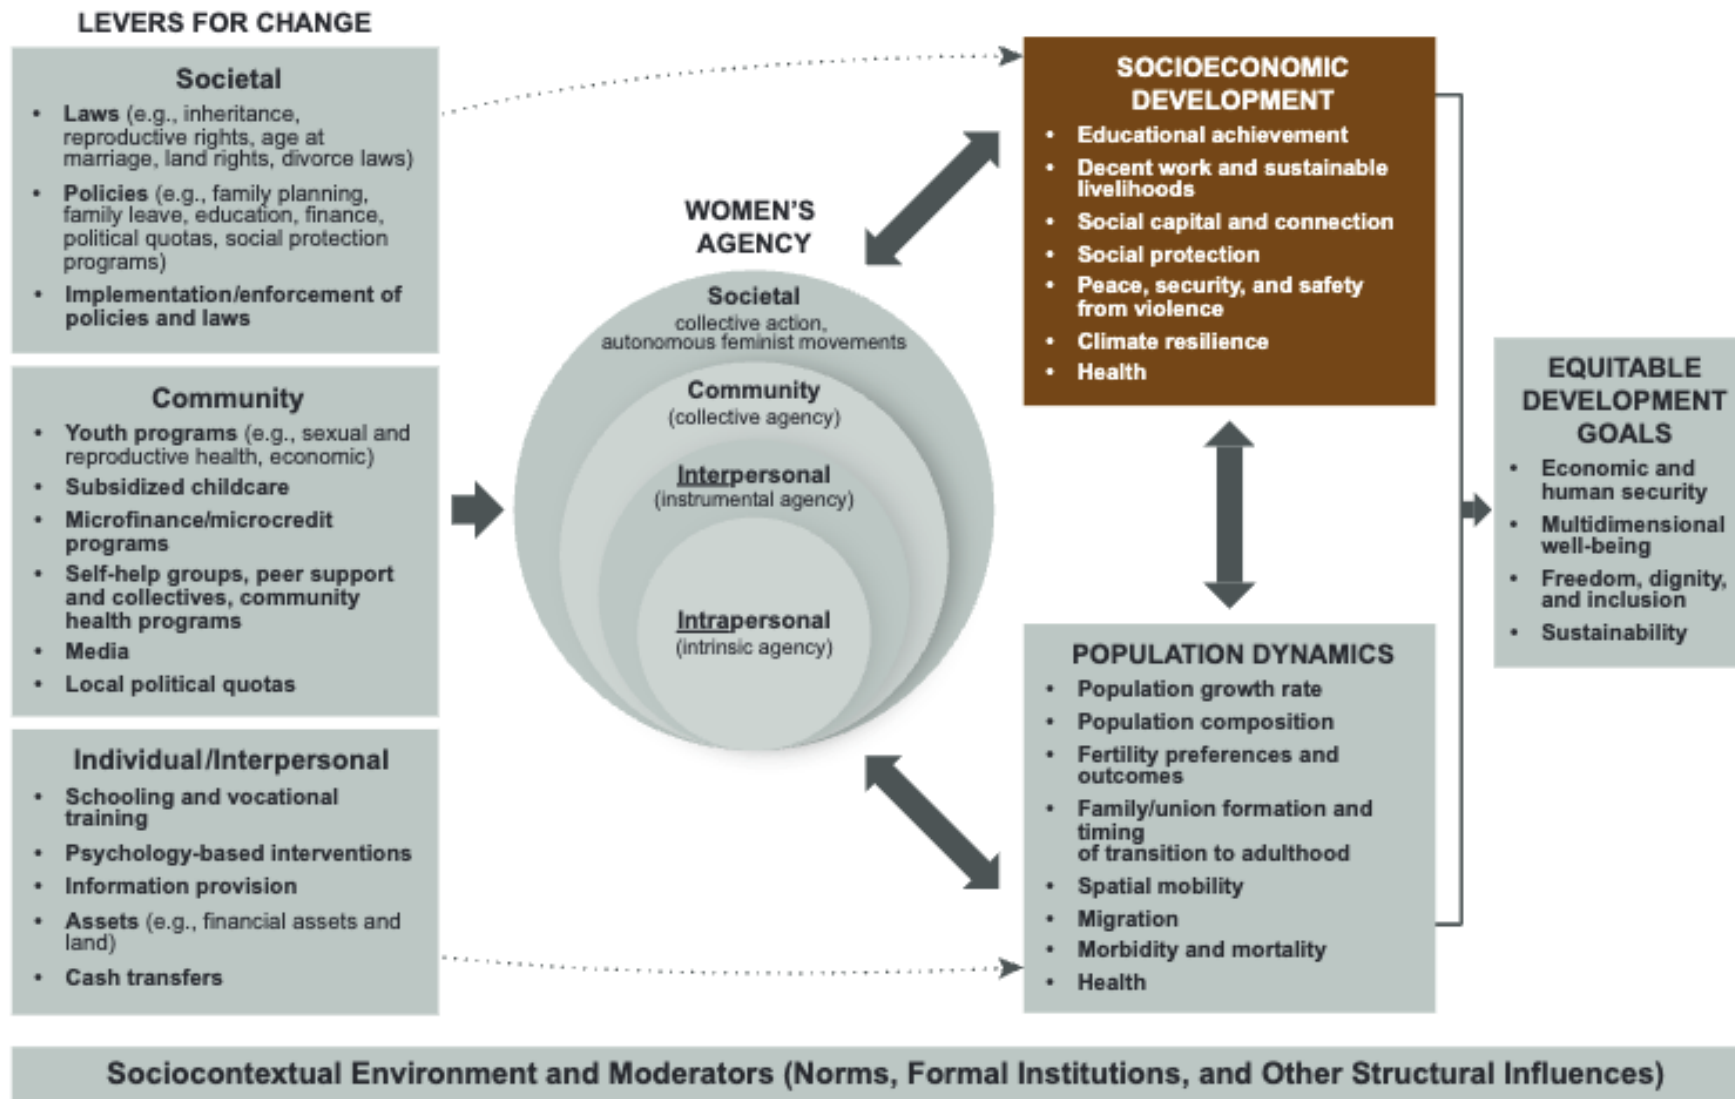 LEVERS FOR CHANGE
Societal
• Laws (e.g., inheritance,
reproductive rights, age at
marriage, land rights, divorce laws)
• Policies (e.g., family planning,
family leave, education, finance,
political quotas, social protection
programs)
• Implementation/enforcement of
policies and laws
Community
• Youth programs (e.g., sexual and
reproductive health, economic)
• Subsidized childcare
• Microfinance/microcredit
programs
• Self-help groups, peer support
and collectives, community
health programs
• Media
• Local political quotas
Individual/Interpersonal
• Schooling and vocational
training
• Psychology-based interventions
• Information provision
• Assets (e.g., financial assets and
land)
• Cash transfers
WOMEN'S
AGENCY
Societal
collective action,
autonomous feminist movements
Community
(collective agency)
Interpersonal
(instrumental agency)
Intrapersonal
(intrinsic agency)
SOCIOECONOMIC
DEVELOPMENT
• Educational achievement
• Decent work and sustainable
livelihoods
• Social capital and connection
• Social protection
• Peace, security, and safety
from violence
• Climate resilience
• Health
POPULATION DYNAMICS
• Population growth rate
• Population composition
• Fertility preferences and
outcomes
• Family/union formation and
timing
of transition to adulthood
• Spatial mobility
• Migration
• Morbidity and mortality
• Health
EQUITABLE
DEVELOPMENT
GOALS
• Economic and
human security
• Multidimensional
well-being
• Freedom, dignity,
and inclusion
• Sustainability
Sociocontextual Environment and Moderators (Norms, Formal Institutions, and Other Structural Influences)